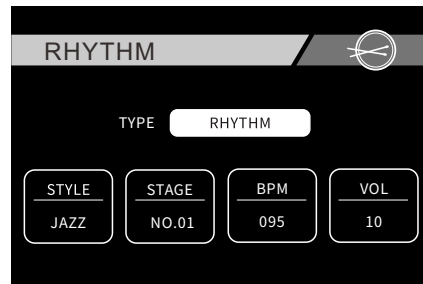 RHYTHM
TYPE RHYTHM
STYLE STAGE BPM VOL
JAZZ NO.01 095 10